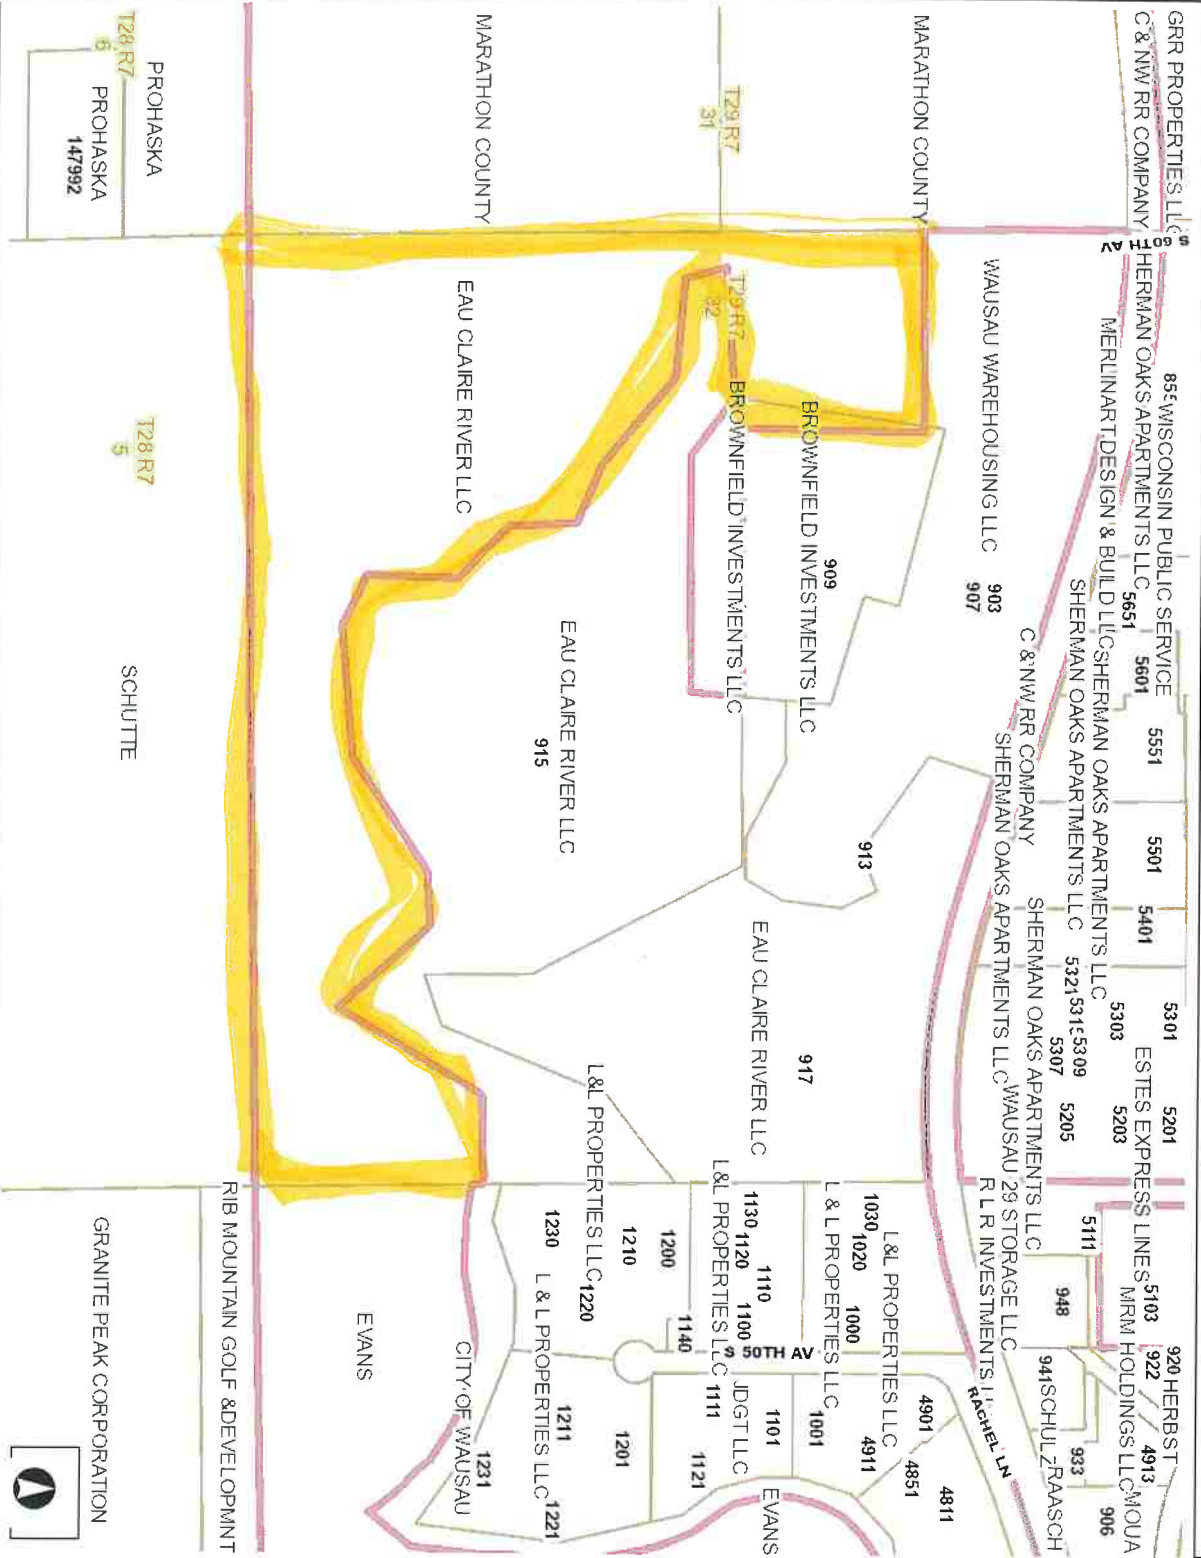 GRR PROPERTIES LLC
C & NW RR COMPANY
S 60TH AV
855
WISCONSIN PUBLIC SERVICE
SHERMAN OAKS APARTMENTS LLC
MERLINART DESIGN & BUILD LLC
5651
5601
5551
5501
5401
5301
5201
SHERMAN OAKS APARTMENTS LLC
SHERMAN OAKS APARTMENTS LLC
5303
5203
ESTES EXPRESS LINES
5103
5321
5315
5309
5307
5205
5111
920
HERBST
922
4913
MRM HOLDINGS LLC
MOUA
906
C & NW RR COMPANY
SHERMAN OAKS APARTMENTS LLC
SHERMAN OAKS APARTMENTS LLC
WAUSAU 29 STORAGE LLC
R L R INVESTMENTS
948
941
SCHULZ
933
RAASCH
RACHEL LN
MARATHON COUNTY
WAUSAU WAREHOUSING LLC
903
907
T29 R7
31
T29 R7
32
BROWNFIELD INVESTMENTS LLC
909
BROWNFIELD INVESTMENTS LLC
913
917
EAU CLAIRE RIVER LLC
1030
1020
1000
L&L PROPERTIES LLC
L & L PROPERTIES LLC
4901
4911
4851
4811
1130
1120
1110
1100
L&L PROPERTIES LLC
S 50TH AV
1001
1101
JDGT LLC
1111
1121
EVANS
MARATHON COUNTY
EAU CLAIRE RIVER LLC
EAU CLAIRE RIVER LLC
915
L&L PROPERTIES LLC
1200
1210
1220
1230
1140
L & L PROPERTIES LLC
1201
1211
1221
1231
CITY OF WAUSAU
EVANS
PROHASKA
T28 R7
6
PROHASKA
147992
T28 R7
5
SCHUTTE
RIB MOUNTAIN GOLF &DEVELOPMNT
GRANITE PEAK CORPORATION